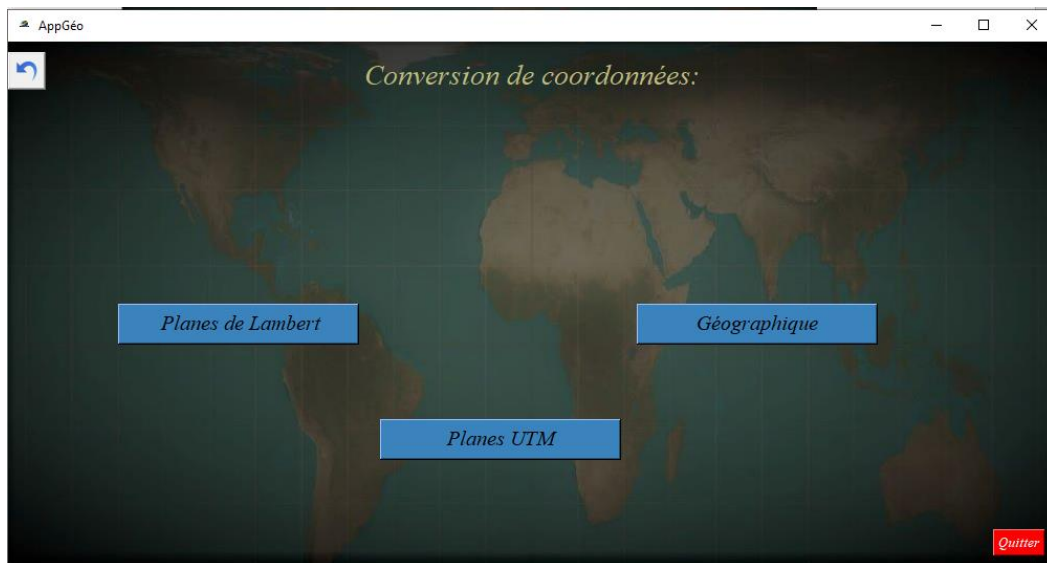 AppGéo
Conversion de coordonnées:
Planes de Lambert
Géographique
Planes UTM
Quitter